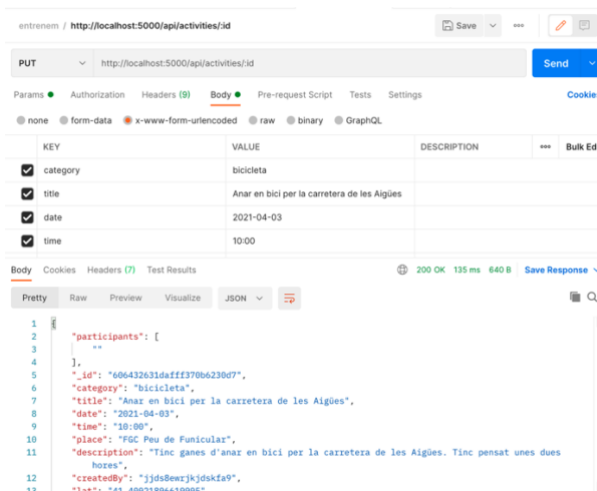 entrenem / http://localhost:5000/api/activities/:id Save
PUT http://localhost:5000/api/activities/:id Send
Params Authorization Headers (9) Body Pre-request Script Tests Settings Cookie
none form-data x-www-form-urlencoded raw binary GraphQL
KEY VALUE DESCRIPTION Bulk Ed
category bicicleta
title Anar en bici per la carretera de les Aigües
date 2021-04-03
time 10:00
Body Cookies Headers (7) Test Results 200 OK 135 ms 640 B Save Response
Pretty Raw Preview Visualize JSON
1 {
2 "participants": [
3 ""
4 ],
5 "_id": "606432631dafff370b6230d7",
6 "category": "bicicleta",
7 "title": "Anar en bici per la carretera de les Aigües",
8 "date": "2021-04-03",
9 "time": "10:00",
10 "place": "FGC Peu de Funicular",
11 "description": "Tinc ganes d'anar en bici per la carretera de les Aigües. Tinc pensat unes dues
hores",
12 "createdBy": "jjds8ewrjkjdskfa9",
13